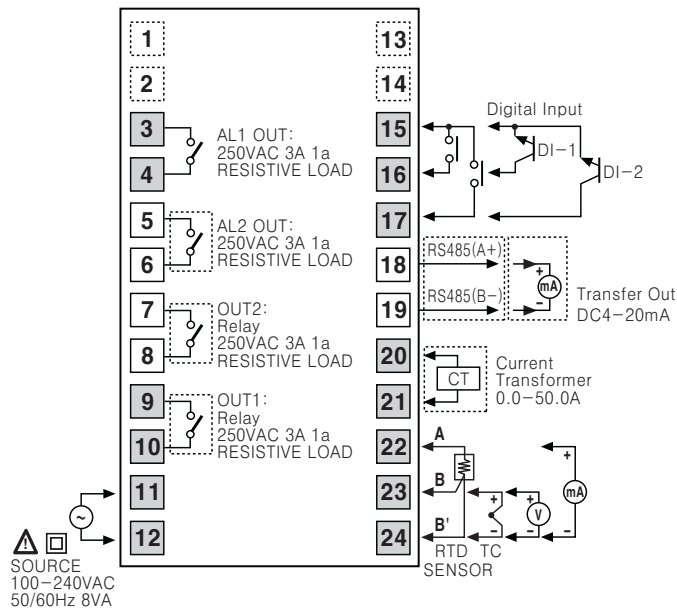 1
2
3
4
5
6
7
8
9
10
11
12
13
14
15
16
17
18
19
20
21
22
23
24
AL1 OUT:
250VAC 3A 1a
RESISTIVE LOAD
AL2 OUT:
250VAC 3A 1a
RESISTIVE LOAD
OUT2:
Relay
250VAC 3A 1a
RESISTIVE LOAD
OUT1:
Relay
250VAC 3A 1a
RESISTIVE LOAD
~
SOURCE
100-240VAC
50/60Hz 8VA
Digital Input
DI-1
DI-2
RS485(A+)
RS485(B-)
+
mA
-
Transfer Out
DC4-20mA
CT
Current
Transformer
0.0-50.0A
A
B
B'
RTD
SENSOR
+
-
TC
+
V
-
+
mA
-